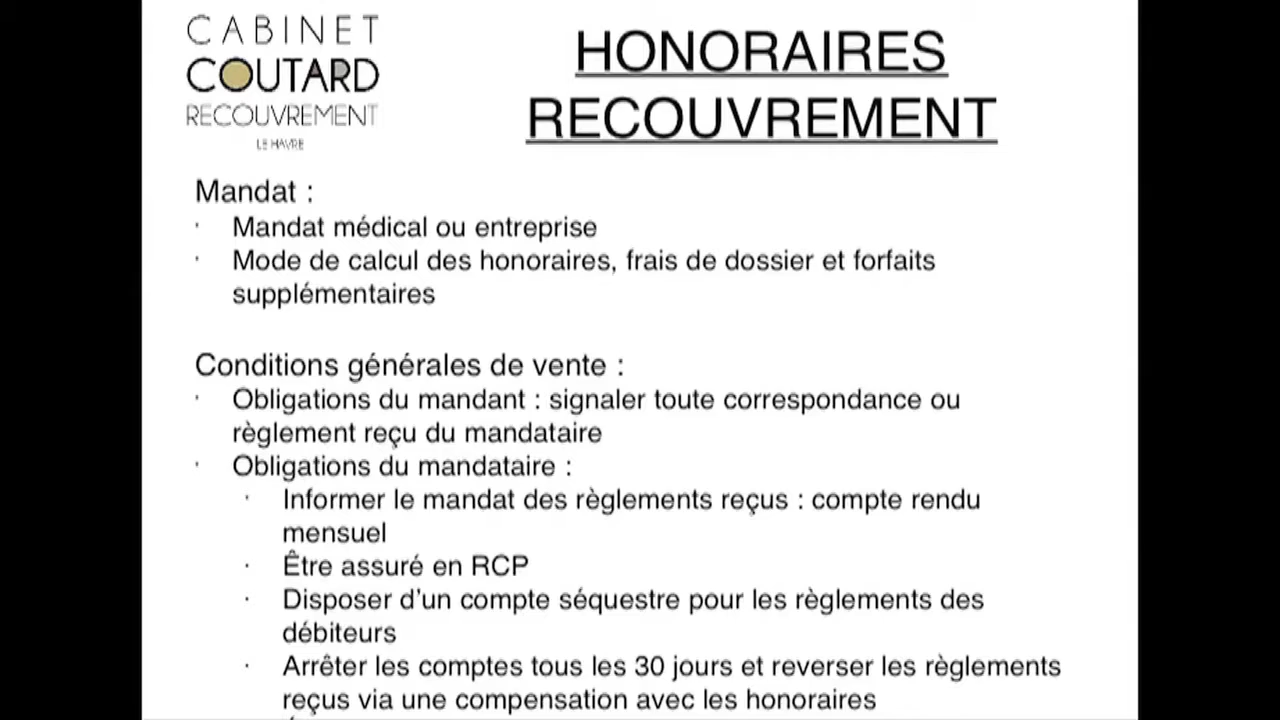 CABINET
COUTARD
RECOUVREMENT
LE HAVRE
HONORAIRES
RECOUVREMENT
Mandat :
· Mandat médical ou entreprise
· Mode de calcul des honoraires, frais de dossier et forfaits
supplémentaires
Conditions générales de vente :
· Obligations du mandant : signaler toute correspondance ou
règlement reçu du mandataire
· Obligations du mandataire :
· Informer le mandat des règlements reçus : compte rendu
mensuel
· Être assuré en RCP
· Disposer d'un compte séquestre pour les règlements des
débiteurs
· Arrêter les comptes tous les 30 jours et reverser les règlements
reçus via une compensation avec les honoraires